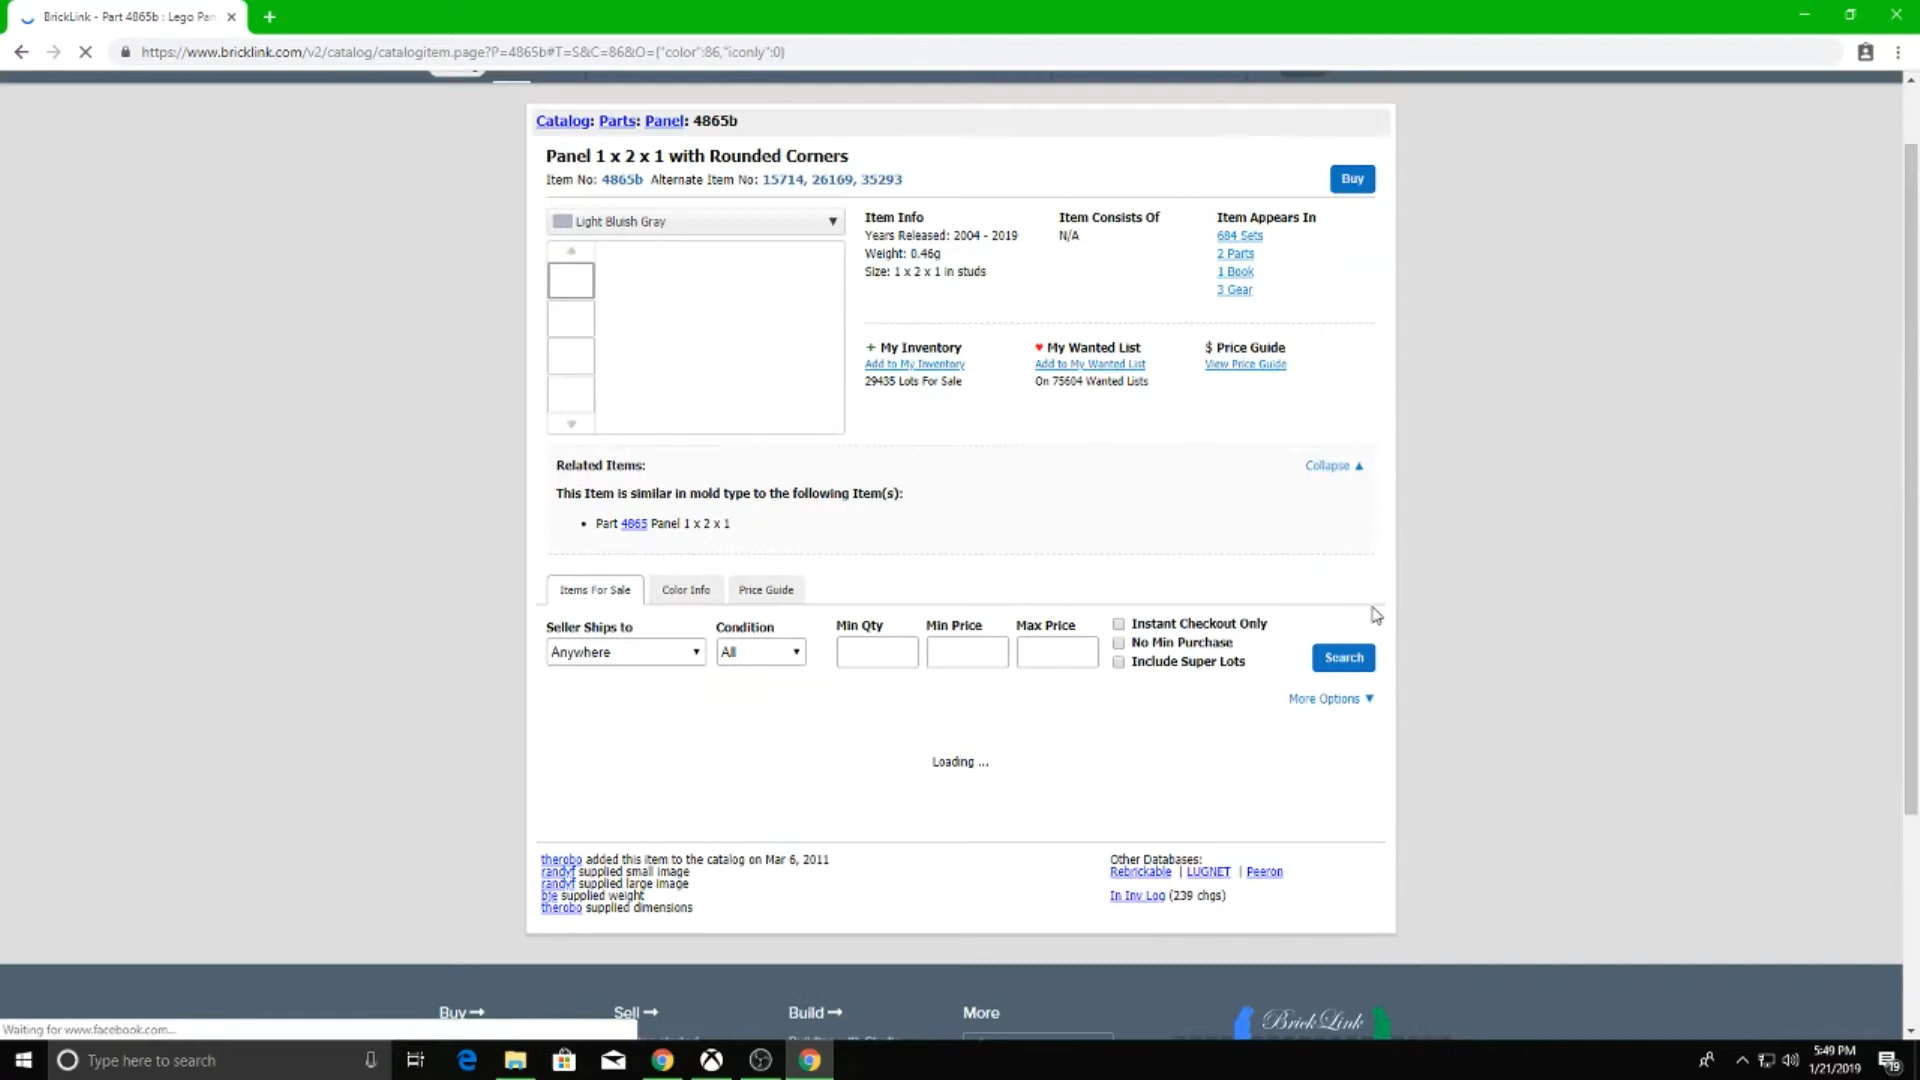 BrickLink - Part 4865b : Lego Pan
https://www.bricklink.com/v2/catalog/catalogitem.page?P=4865b#T=S&C=86&O={"color":86,"iconly":0}
Catalog: Parts: Panel: 4865b
Panel 1 x 2 x 1 with Rounded Corners
Item No: 4865b Alternate Item No: 15714, 26169, 35293
Buy
Light Bluish Gray
Item Info
Years Released: 2004 - 2019
Weight: 0.46g
Size: 1 x 2 x 1 in studs
Item Consists Of
N/A
Item Appears In
684 Sets
2 Parts
1 Book
3 Gear
+ My Inventory
Add to My Inventory
29435 Lots For Sale
♥ My Wanted List
Add to My Wanted List
On 75604 Wanted Lists
$ Price Guide
View Price Guide
Related Items:
Collapse ▲
This Item is similar in mold type to the following Item(s):
• Part 4865 Panel 1 x 2 x 1
Items For Sale
Color Info
Price Guide
Seller Ships to
Anywhere
Condition
All
Min Qty
Min Price
Max Price
Instant Checkout Only
No Min Purchase
Include Super Lots
Search
More Options ▼
Loading ...
therobo added this item to the catalog on Mar 6, 2011
randyf supplied small image
randyf supplied large image
bje supplied weight
therobo supplied dimensions
Other Databases:
Rebrickable | LUGNET | Peeron
In Inv Log (239 chgs)
Buy →
Sell →
Build →
More
BrickLink
Waiting for www.facebook.com...
Type here to search
5:49 PM
1/21/2019
19